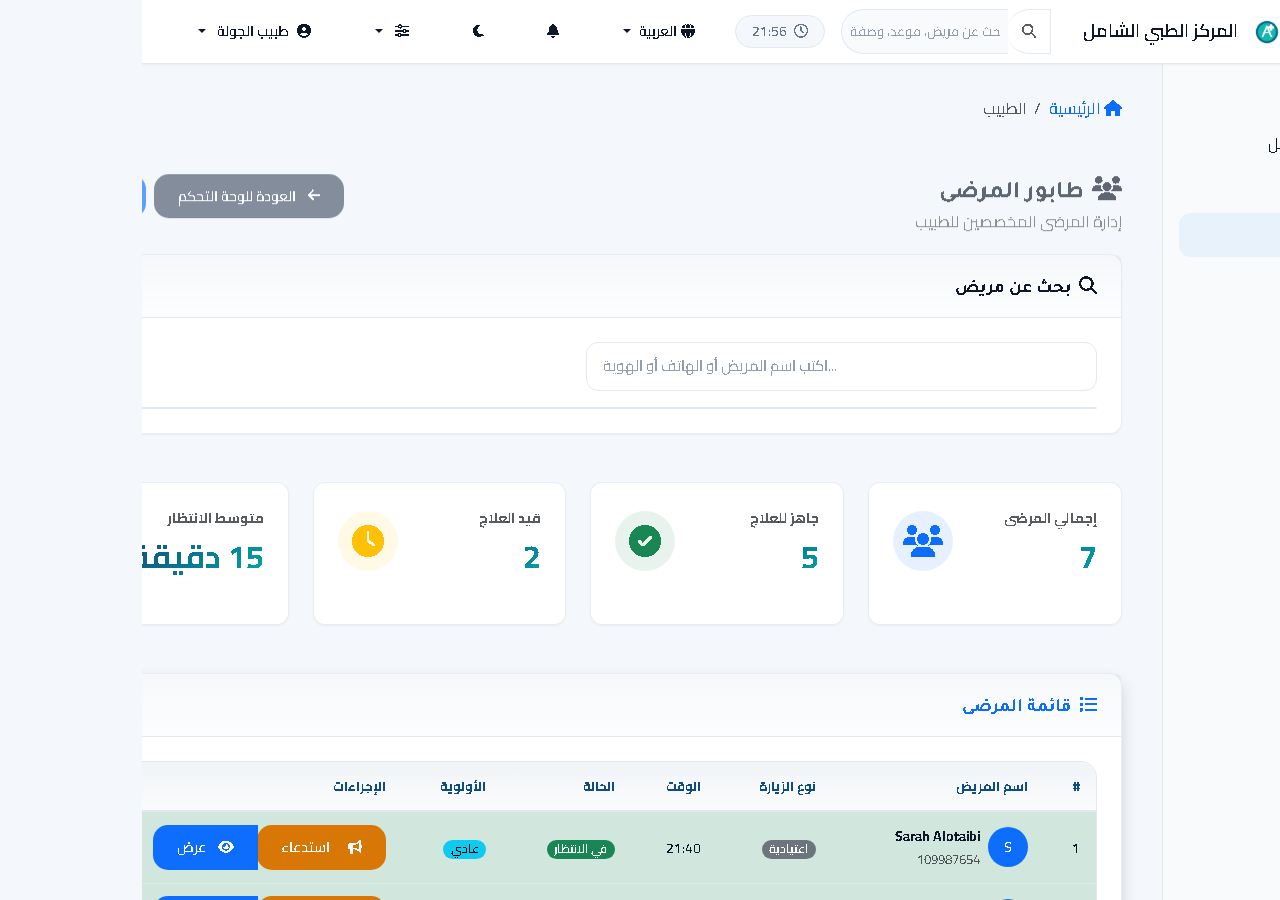 المركز الطبي الشامل
حث عن مريض، موعد، وصفة
21:56
العربية
طبيب الجولة
الرئيسية / الطبيب
طابور المرضى
العودة للوحة التحكم
إدارة المرضى المخصصين للطبيب
بحث عن مريض
اكتب اسم المريض أو الهاتف أو الهوية...
إجمالي المرضى
7
جاهز للعلاج
5
قيد العلاج
2
متوسط الانتظار
15 دقيقة
قائمة المرضى
# اسم المريض نوع الزيارة الوقت الحالة الأولوية الإجراءات
1 S Sarah Alotaibi اعتيادية 21:40 في الانتظار عادي استدعاء عرض
109987654